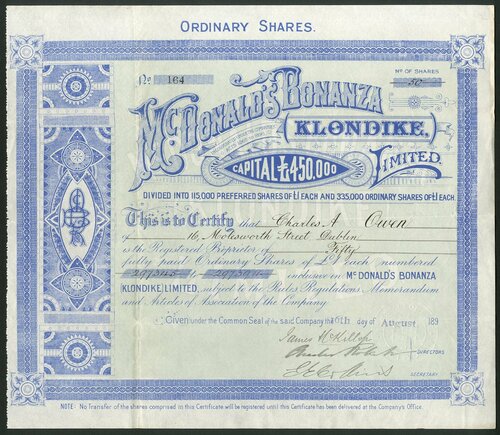 ORDINARY SHARES.
No. 164
No OF SHARES
50
McDONALD'S BONANZA
KLONDIKE,
LIMITED.
CAPITAL £450,000
DIVIDED INTO 115,000 PREFERRED SHARES OF £1 EACH AND 335,000 ORDINARY SHARES OF £1 EACH.
This is to Certify that Charles A Owen
of 16, Molesworth Street, Dublin
is the Registered Proprietor of Fifty
fully paid Ordinary Shares of £1 each numbered
inclusive in McDONALD'S BONANZA
(KLONDIKE) LIMITED, subject to the Rules, Regulations, Memorandum
and Articles of Association of the Company.
Given under the Common Seal of the said Company the 10th day of August, 189
James McKillop
DIRECTORS
SECRETARY
NOTE: No Transfer of the shares comprised in this Certificate will be registered until this Certificate has been delivered at the Company's Office.